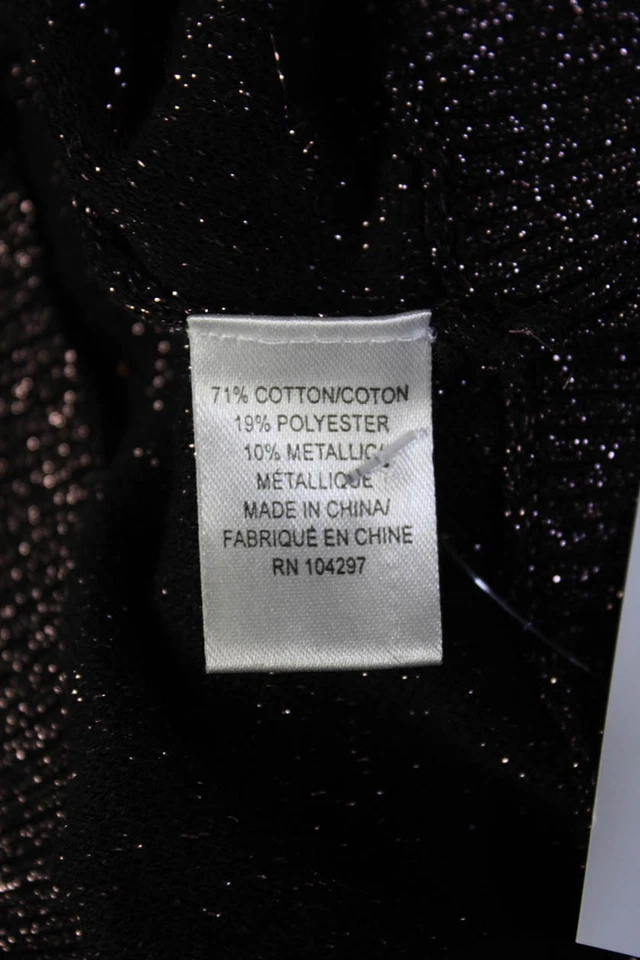 71% COTTON/COTON
19% POLYESTER
10% METALLIC/
MÉTALLIQUE
MADE IN CHINA/
FABRIQUÉ EN CHINE
RN 104297